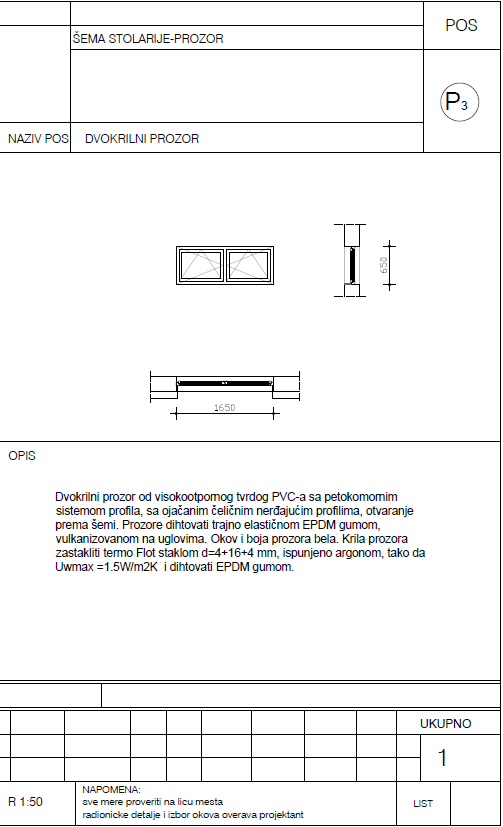 ŠEMA STOLARIJE-PROZOR
POS
P3
NAZIV POS
DVOKRILNI PROZOR
650
1650
OPIS
Dvokrilni prozor od visokootpornog tvrdog PVC-a sa petokomornim
sistemom profila, sa ojačanim čeličnim nerđajućim profilima, otvaranje
prema šemi. Prozore dihtovati trajno elastičnom EPDM gumom,
vulkanizovanom na uglovima. Okov i boja prozora bela. Krila prozora
zastakliti termo Flot staklom d=4+16+4 mm, ispunjeno argonom, tako da
Uwmax =1.5W/m2K i dihtovati EPDM gumom.
UKUPNO
1
R 1:50
NAPOMENA:
sve mere proveriti na licu mesta
radionicke detalje i izbor okova overava projektant
LIST